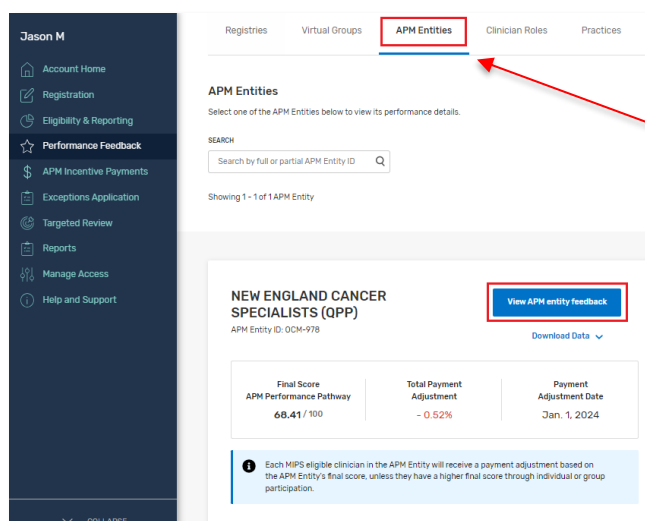 Jason M
Account Home
Registration
Eligibility & Reporting
Performance Feedback
APM Incentive Payments
Exceptions Application
Targeted Review
Reports
Manage Access
Help and Support
COLLAPSE
Registries Virtual Groups APM Entities Clinician Roles Practices
APM Entities
Select one of the APM Entities below to view its performance details.
SEARCH
Search by full or partial APM Entity ID
Showing 1 - 1 of 1 APM Entity
NEW ENGLAND CANCER
SPECIALISTS (QPP)
APM Entity ID: OCM-978
View APM entity feedback
Download Data
Final Score
APM Performance Pathway
68.41 / 100
Total Payment
Adjustment
- 0.52%
Payment
Adjustment Date
Jan. 1, 2024
Each MIPS eligible clinician in the APM Entity will receive a payment adjustment based on
the APM Entity's final score, unless they have a higher final score through individual or group
participation.